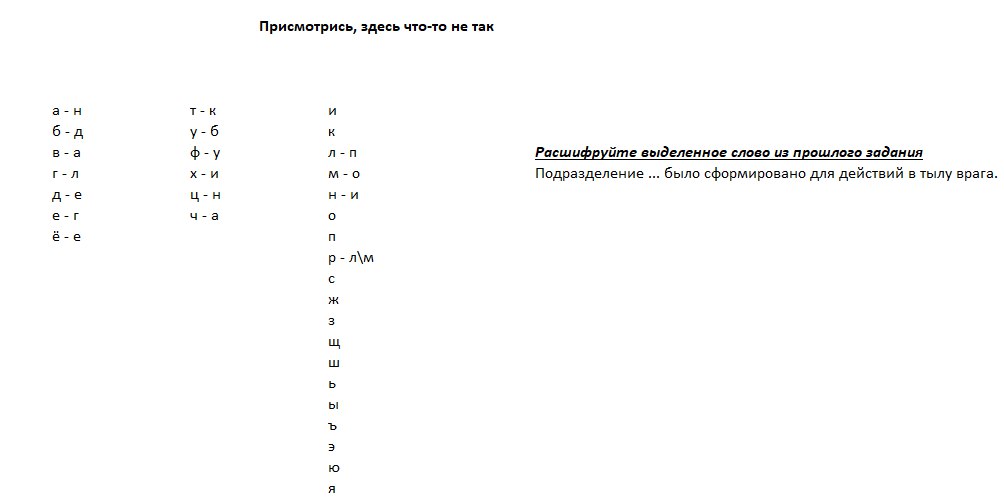 Присмотрись, здесь что-то не так
а - н
б - д
в - а
г - л
д - е
е - г
ё - е
т - к
у - б
ф - у
х - и
ц - н
ч - а
и
к
л - п
м - о
н - и
о
п
р - л\м
с
ж
з
щ
ш
ь
ы
ъ
э
ю
я
Расшифруйте выделенное слово из прошлого задания
Подразделение ... было сформировано для действий в тылу врага.